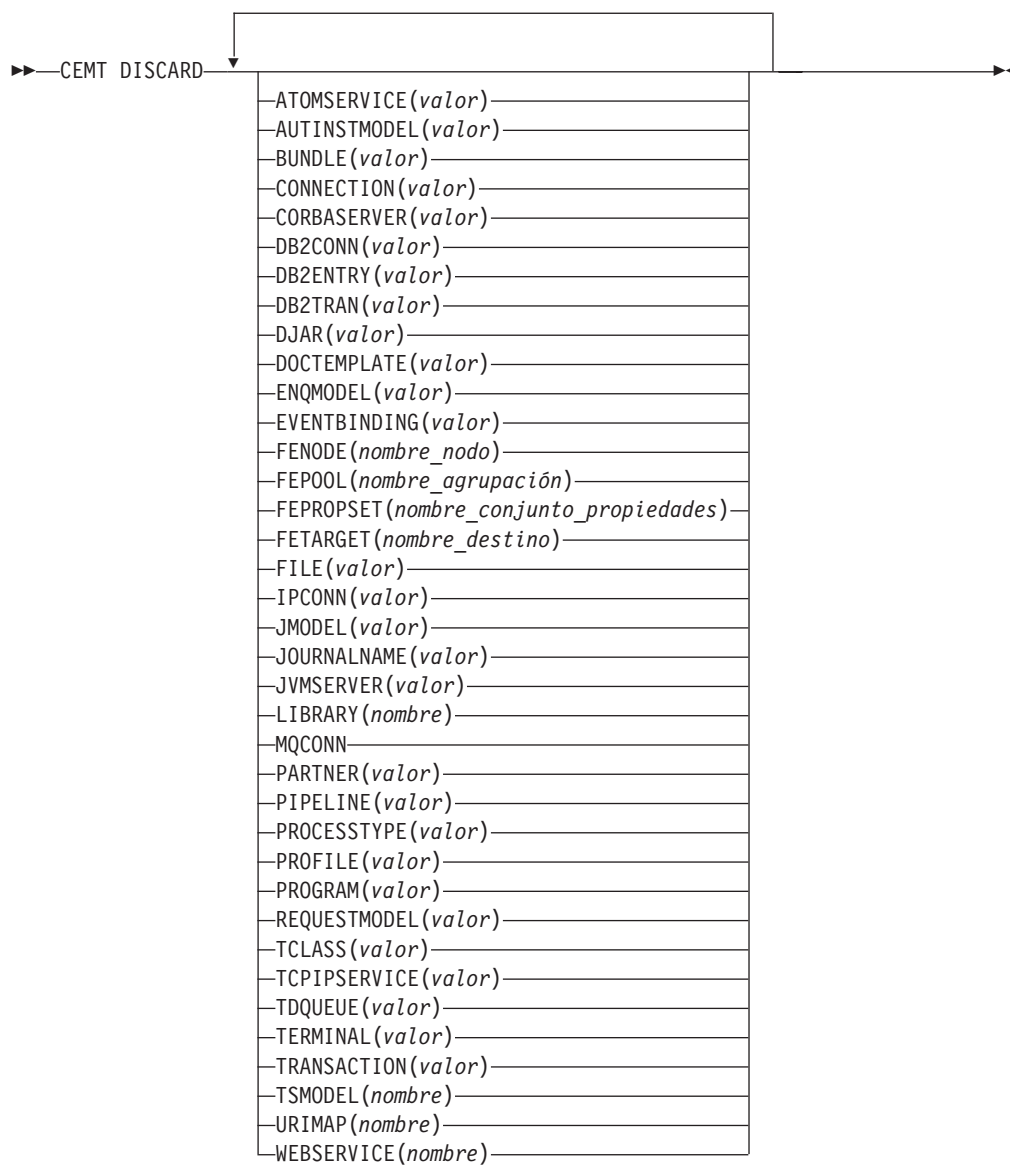 CEMT DISCARD
ATOMSERVICE(valor)
AUTINSTMODEL(valor)
BUNDLE(valor)
CONNECTION(valor)
CORBASERVER(valor)
DB2CONN(valor)
DB2ENTRY(valor)
DB2TRAN(valor)
DJAR(valor)
DOCTEMPLATE(valor)
ENQMODEL(valor)
EVENTBINDING(valor)
FENODE(nombre_nodo)
FEPOOL(nombre_agrupación)
FEPROPSET(nombre_conjunto_propiedades)
FETARGET(nombre_destino)
FILE(valor)
IPCONN(valor)
JMODEL(valor)
JOURNALNAME(valor)
JVMSERVER(valor)
LIBRARY(nombre)
MQCONN
PARTNER(valor)
PIPELINE(valor)
PROCESSTYPE(valor)
PROFILE(valor)
PROGRAM(valor)
REQUESTMODEL(valor)
TCLASS(valor)
TCPIPSERVICE(valor)
TDQUEUE(valor)
TERMINAL(valor)
TRANSACTION(valor)
TSMODEL(nombre)
URIMAP(nombre)
WEBSERVICE(nombre)